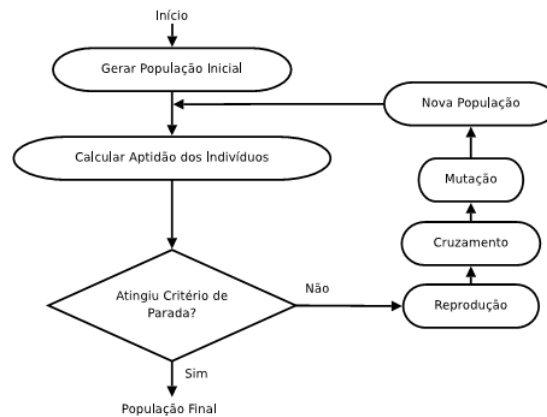 Início
Gerar População Inicial
Nova População
Calcular Aptidão dos Indivíduos
Mutação
Cruzamento
Atingiu Critério de
Parada?
Não
Reprodução
Sim
População Final